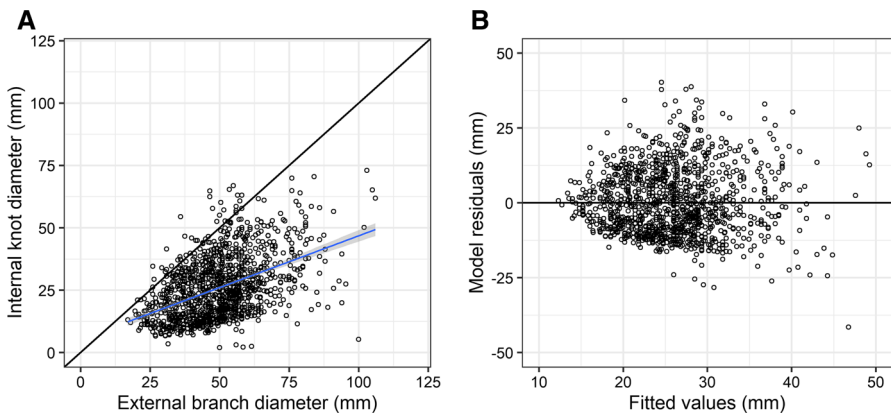 A
Internal knot diameter (mm)
125
100
75
50
25
0
0 25 50 75 100 125
External branch diameter (mm)
B
Model residuals (mm)
50
25
0
-25
-50
10 20 30 40 50
Fitted values (mm)